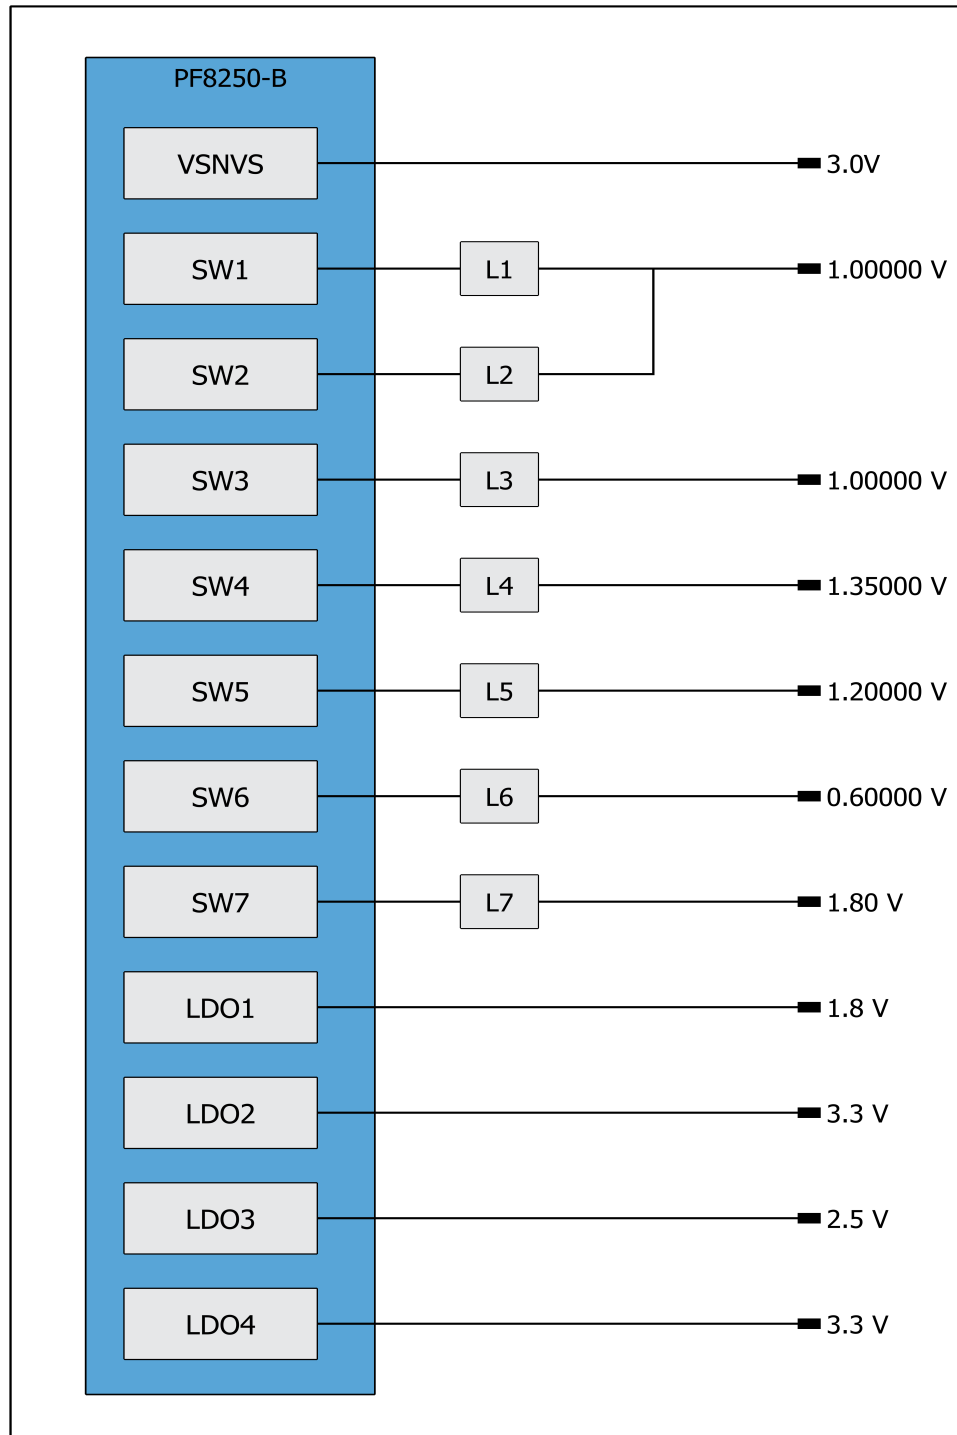 PF8250-B
VSNVS 3.0V
SW1 L1 1.00000 V
SW2 L2
SW3 L3 1.00000 V
SW4 L4 1.35000 V
SW5 L5 1.20000 V
SW6 L6 0.60000 V
SW7 L7 1.80 V
LDO1 1.8 V
LDO2 3.3 V
LDO3 2.5 V
LDO4 3.3 V